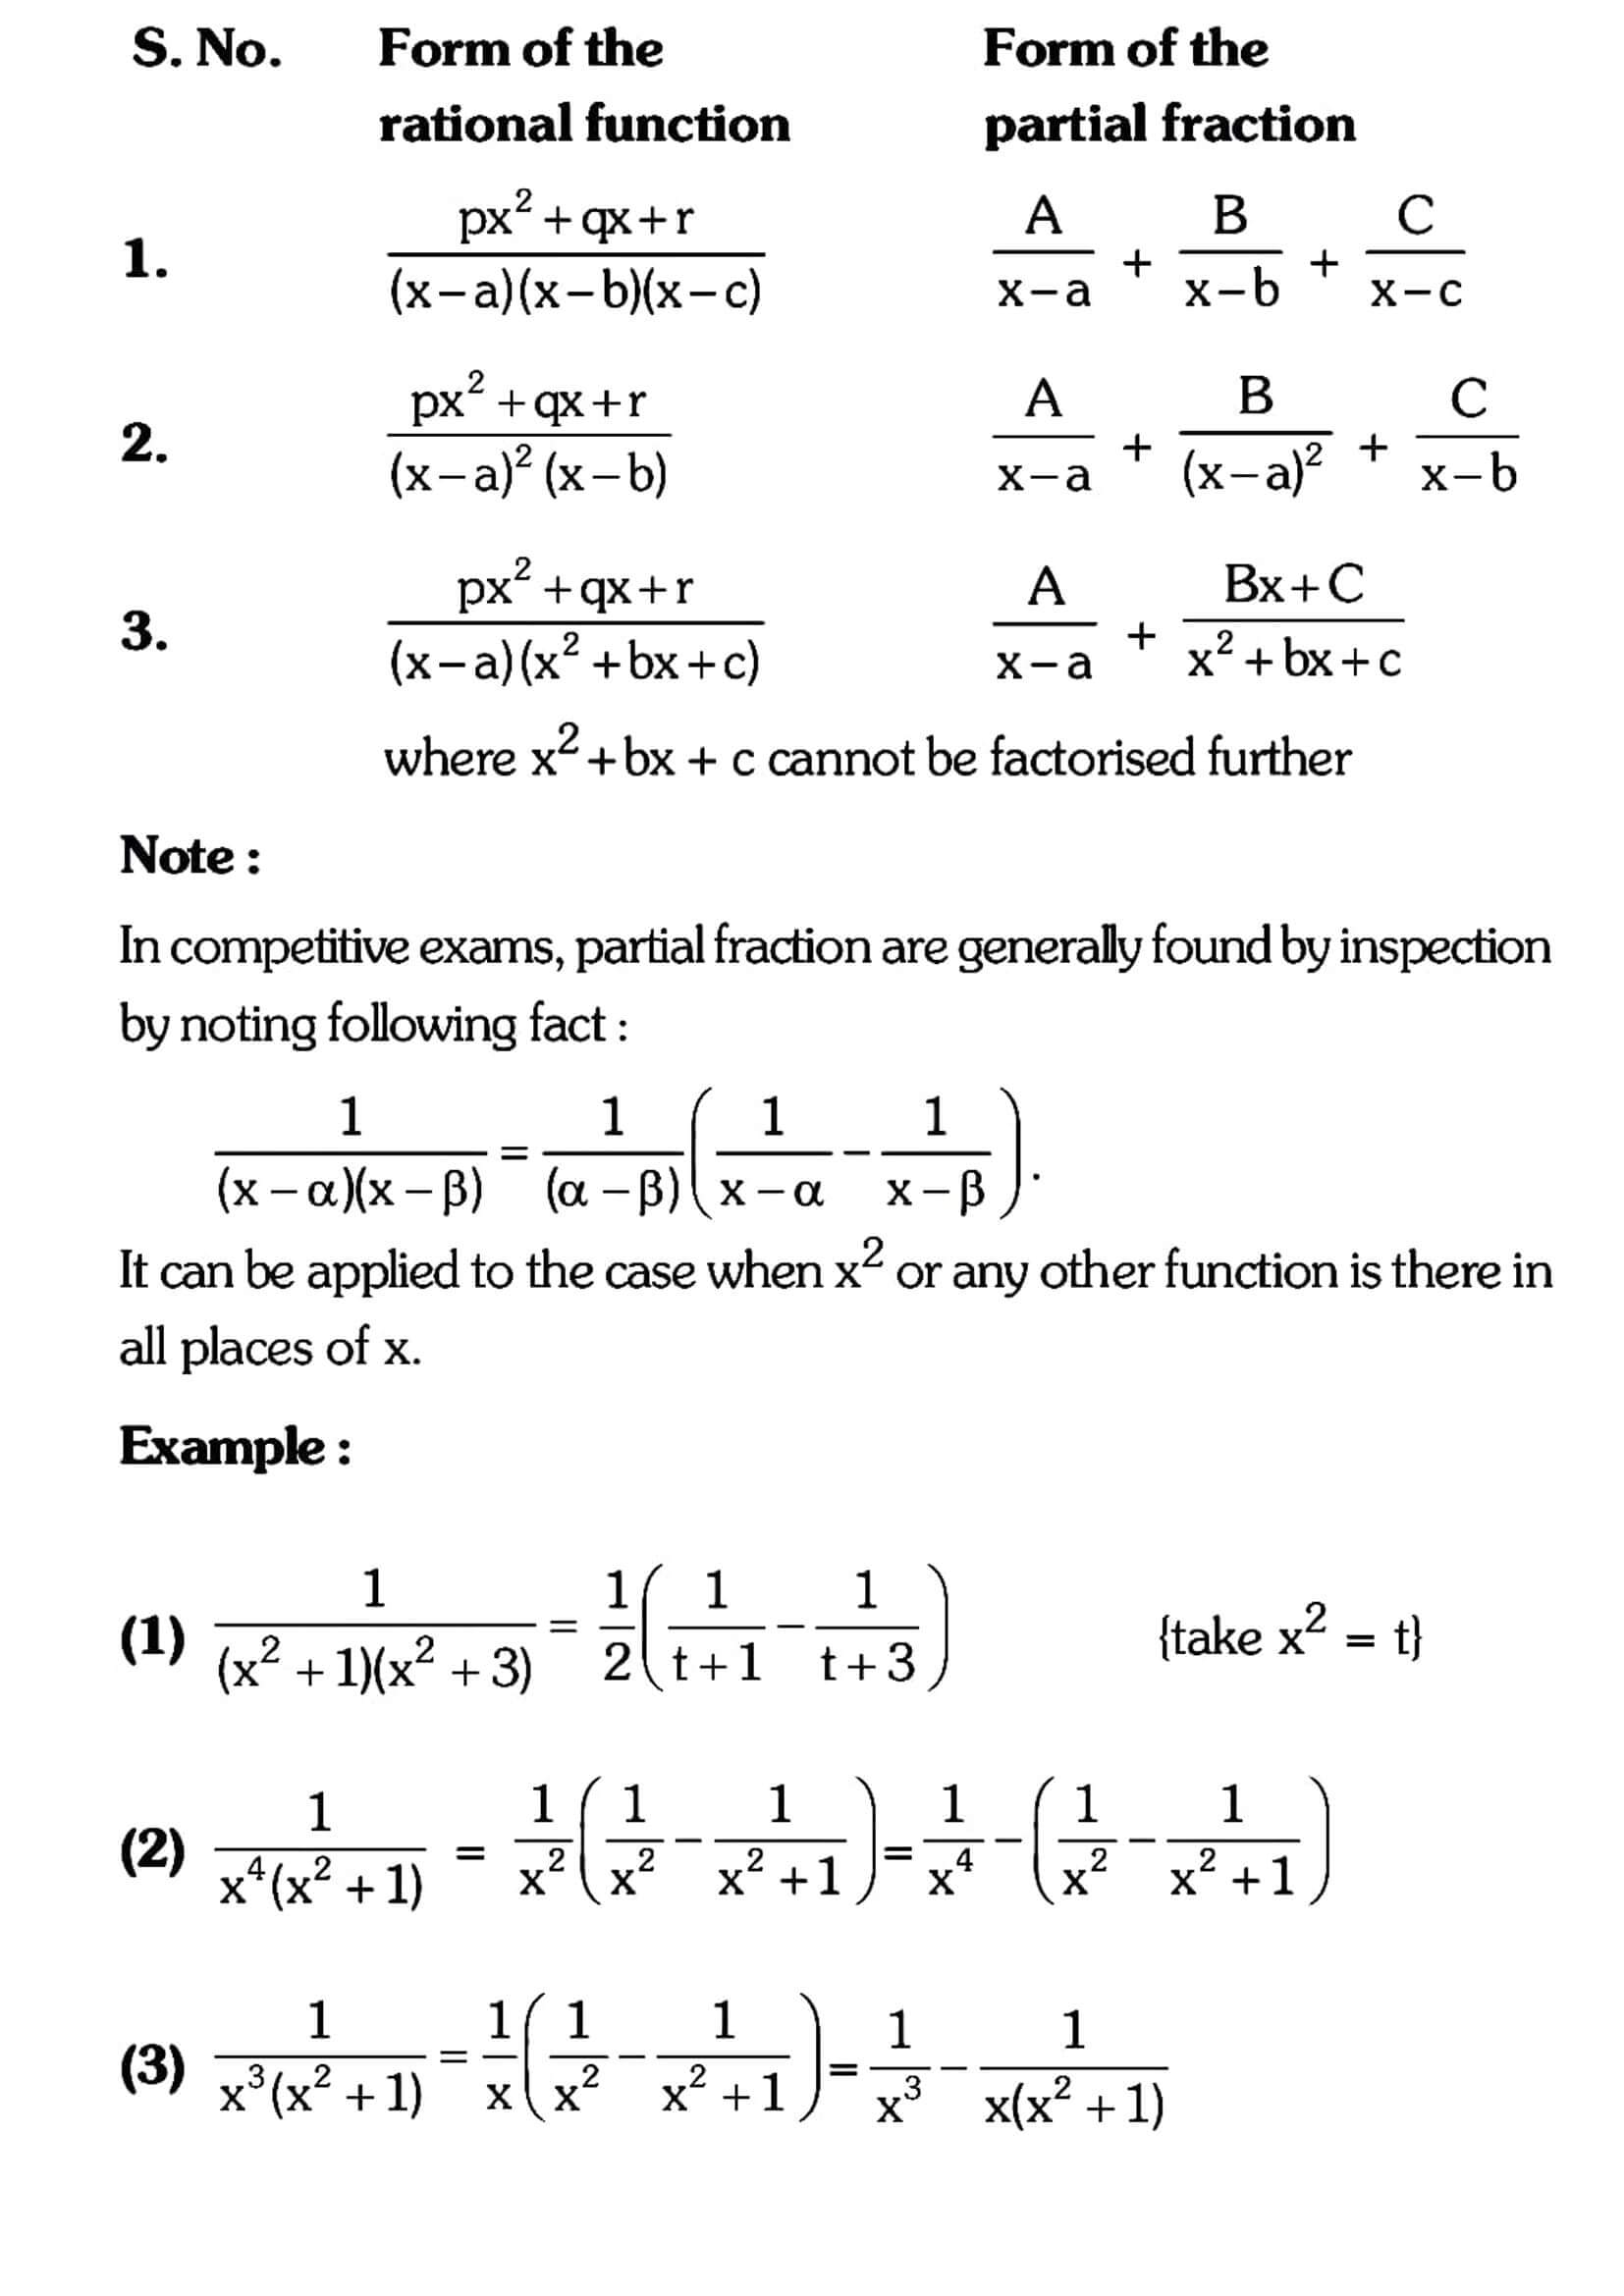 S. No. Form of the rational function Form of the partial fraction
1. \frac{px^2+qx+r}{(x-a)(x-b)(x-c)} \frac{A}{x-a} + \frac{B}{x-b} + \frac{C}{x-c}
2. \frac{px^2+qx+r}{(x-a)^2(x-b)} \frac{A}{x-a} + \frac{B}{(x-a)^2} + \frac{C}{x-b}
3. \frac{px^2+qx+r}{(x-a)(x^2+bx+c)} \frac{A}{x-a} + \frac{Bx+C}{x^2+bx+c}
where x^2+bx + c cannot be factorised further
Note :
In competitive exams, partial fraction are generally found by inspection
by noting following fact :
\frac{1}{(x-α)(x-β)} = \frac{1}{(α-β)} \left( \frac{1}{x-α} - \frac{1}{x-β} \right).
It can be applied to the case when x^2 or any other function is there in
all places of x.
Example :
(1) \frac{1}{(x^2+1)(x^2+3)} = \frac{1}{2} \left( \frac{1}{t+1} - \frac{1}{t+3} \right) {take x^2 = t}
(2) \frac{1}{x^4(x^2+1)} = \frac{1}{x^2} \left( \frac{1}{x^2} - \frac{1}{x^2+1} \right) = \frac{1}{x^4} - \left( \frac{1}{x^2} - \frac{1}{x^2+1} \right)
(3) \frac{1}{x^3(x^2+1)} = \frac{1}{x} \left( \frac{1}{x^2} - \frac{1}{x^2+1} \right) = \frac{1}{x^3} - \frac{1}{x(x^2+1)}